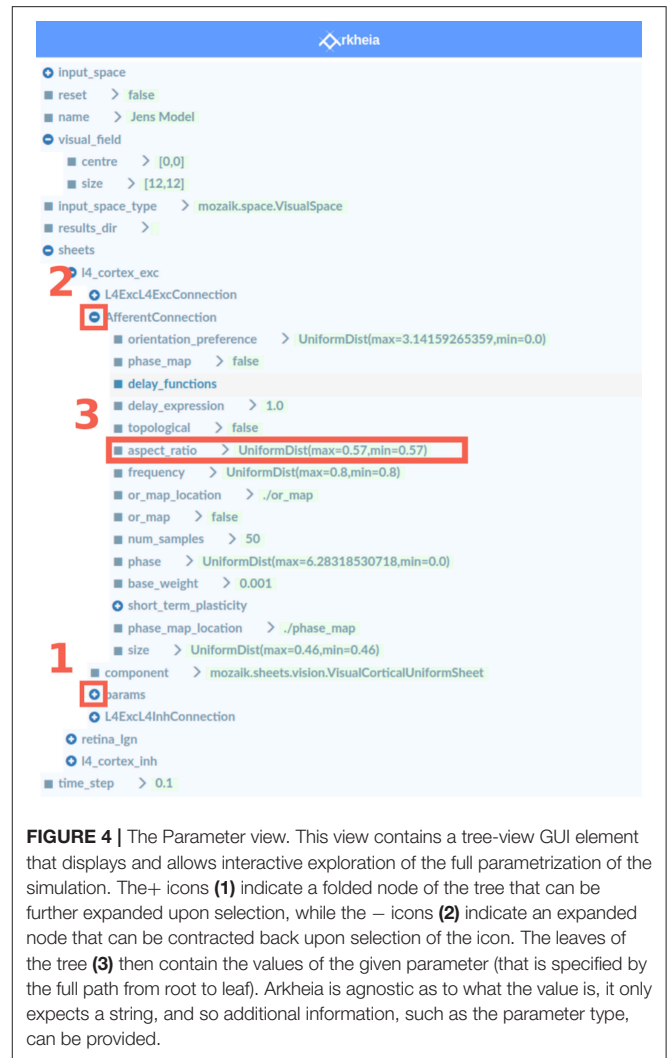 Arkheia
input_space
reset > false
name > Jens Model
visual_field
centre > [0,0]
size > [12,12]
input_space_type > mozaik.space.VisualSpace
results_dir >
sheets
l4_cortex_exc
2
L4ExcL4ExcConnection
AfferentConnection
orientation_preference > UniformDist(max=3.14159265359,min=0.0)
phase_map > false
delay_functions
3
delay_expression > 1.0
topological > false
aspect_ratio > UniformDist(max=0.57,min=0.57)
frequency > UniformDist(max=0.8,min=0.8)
or_map_location > ./or_map
or_map > false
num_samples > 50
phase > UniformDist(max=6.28318530718,min=0.0)
base_weight > 0.001
short_term_plasticity
phase_map_location > ./phase_map
size > UniformDist(max=0.46,min=0.46)
1
component > mozaik.sheets.vision.VisualCorticalUniformSheet
params
L4ExcL4InhConnection
retina_lgn
l4_cortex_inh
time_step > 0.1
FIGURE 4 | The Parameter view. This view contains a tree-view GUI element
that displays and allows interactive exploration of the full parametrization of the
simulation. The+ icons (1) indicate a folded node of the tree that can be
further expanded upon selection, while the − icons (2) indicate an expanded
node that can be contracted back upon selection of the icon. The leaves of
the tree (3) then contain the values of the given parameter (that is specified by
the full path from root to leaf). Arkheia is agnostic as to what the value is, it only
expects a string, and so additional information, such as the parameter type,
can be provided.